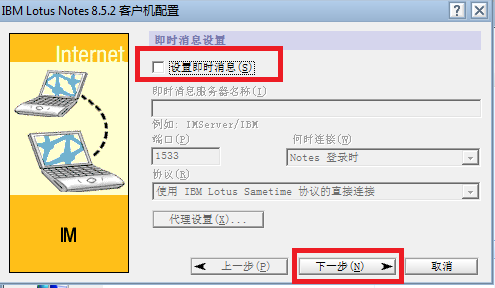 IBM Lotus Notes 8.5.2 客户机配置
Internet
IM
即时消息设置
设置即时消息(S)
即时消息服务器名称(I)
例如: IMServer/IBM
端口(P) 何时连接(W)
1533 Notes 登录时
协议(R)
使用 IBM Lotus Sametime 协议的直接连接
代理设置(X)...
上一步(P) 下一步(N) 取消